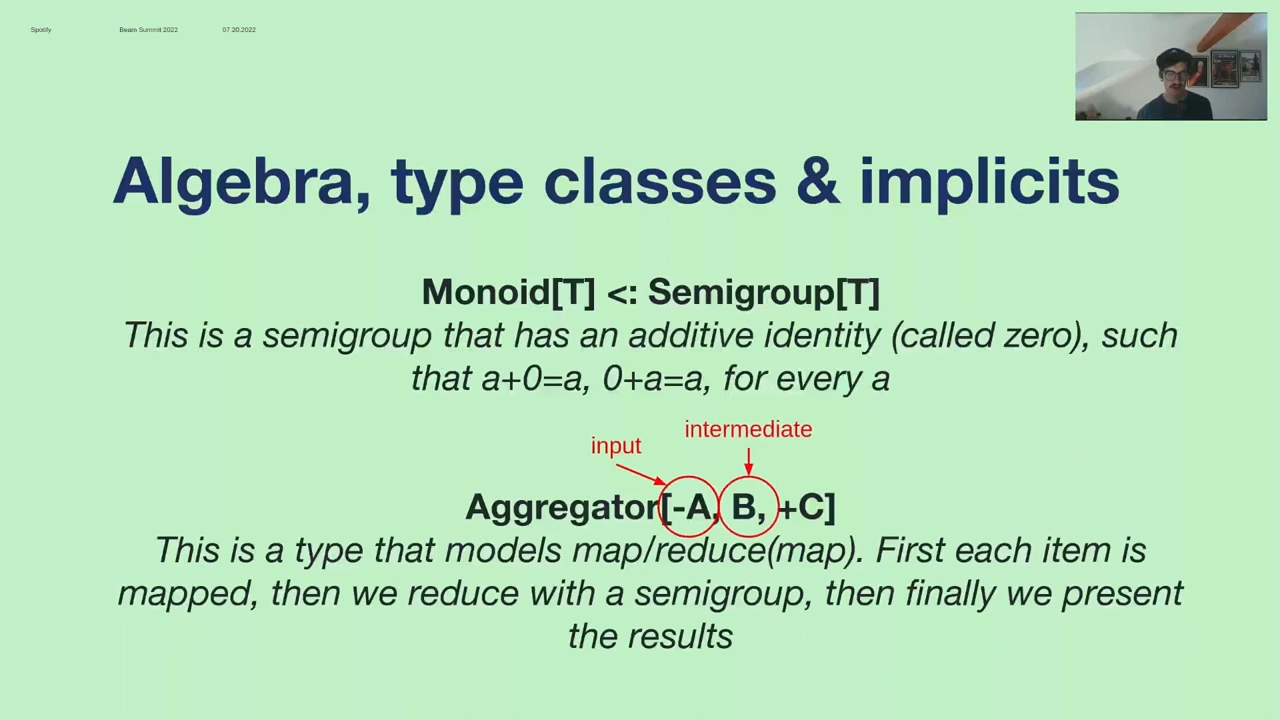 Spotify Beam Summit 2022 07.20.2022
Algebra, type classes & implicits
Monoid[T] <: Semigroup[T]
This is a semigroup that has an additive identity (called zero), such
that a+0=a, 0+a=a, for every a
intermediate
input
Aggregator[-A, B, +C]
This is a type that models map/reduce(map). First each item is
mapped, then we reduce with a semigroup, then finally we present
the results